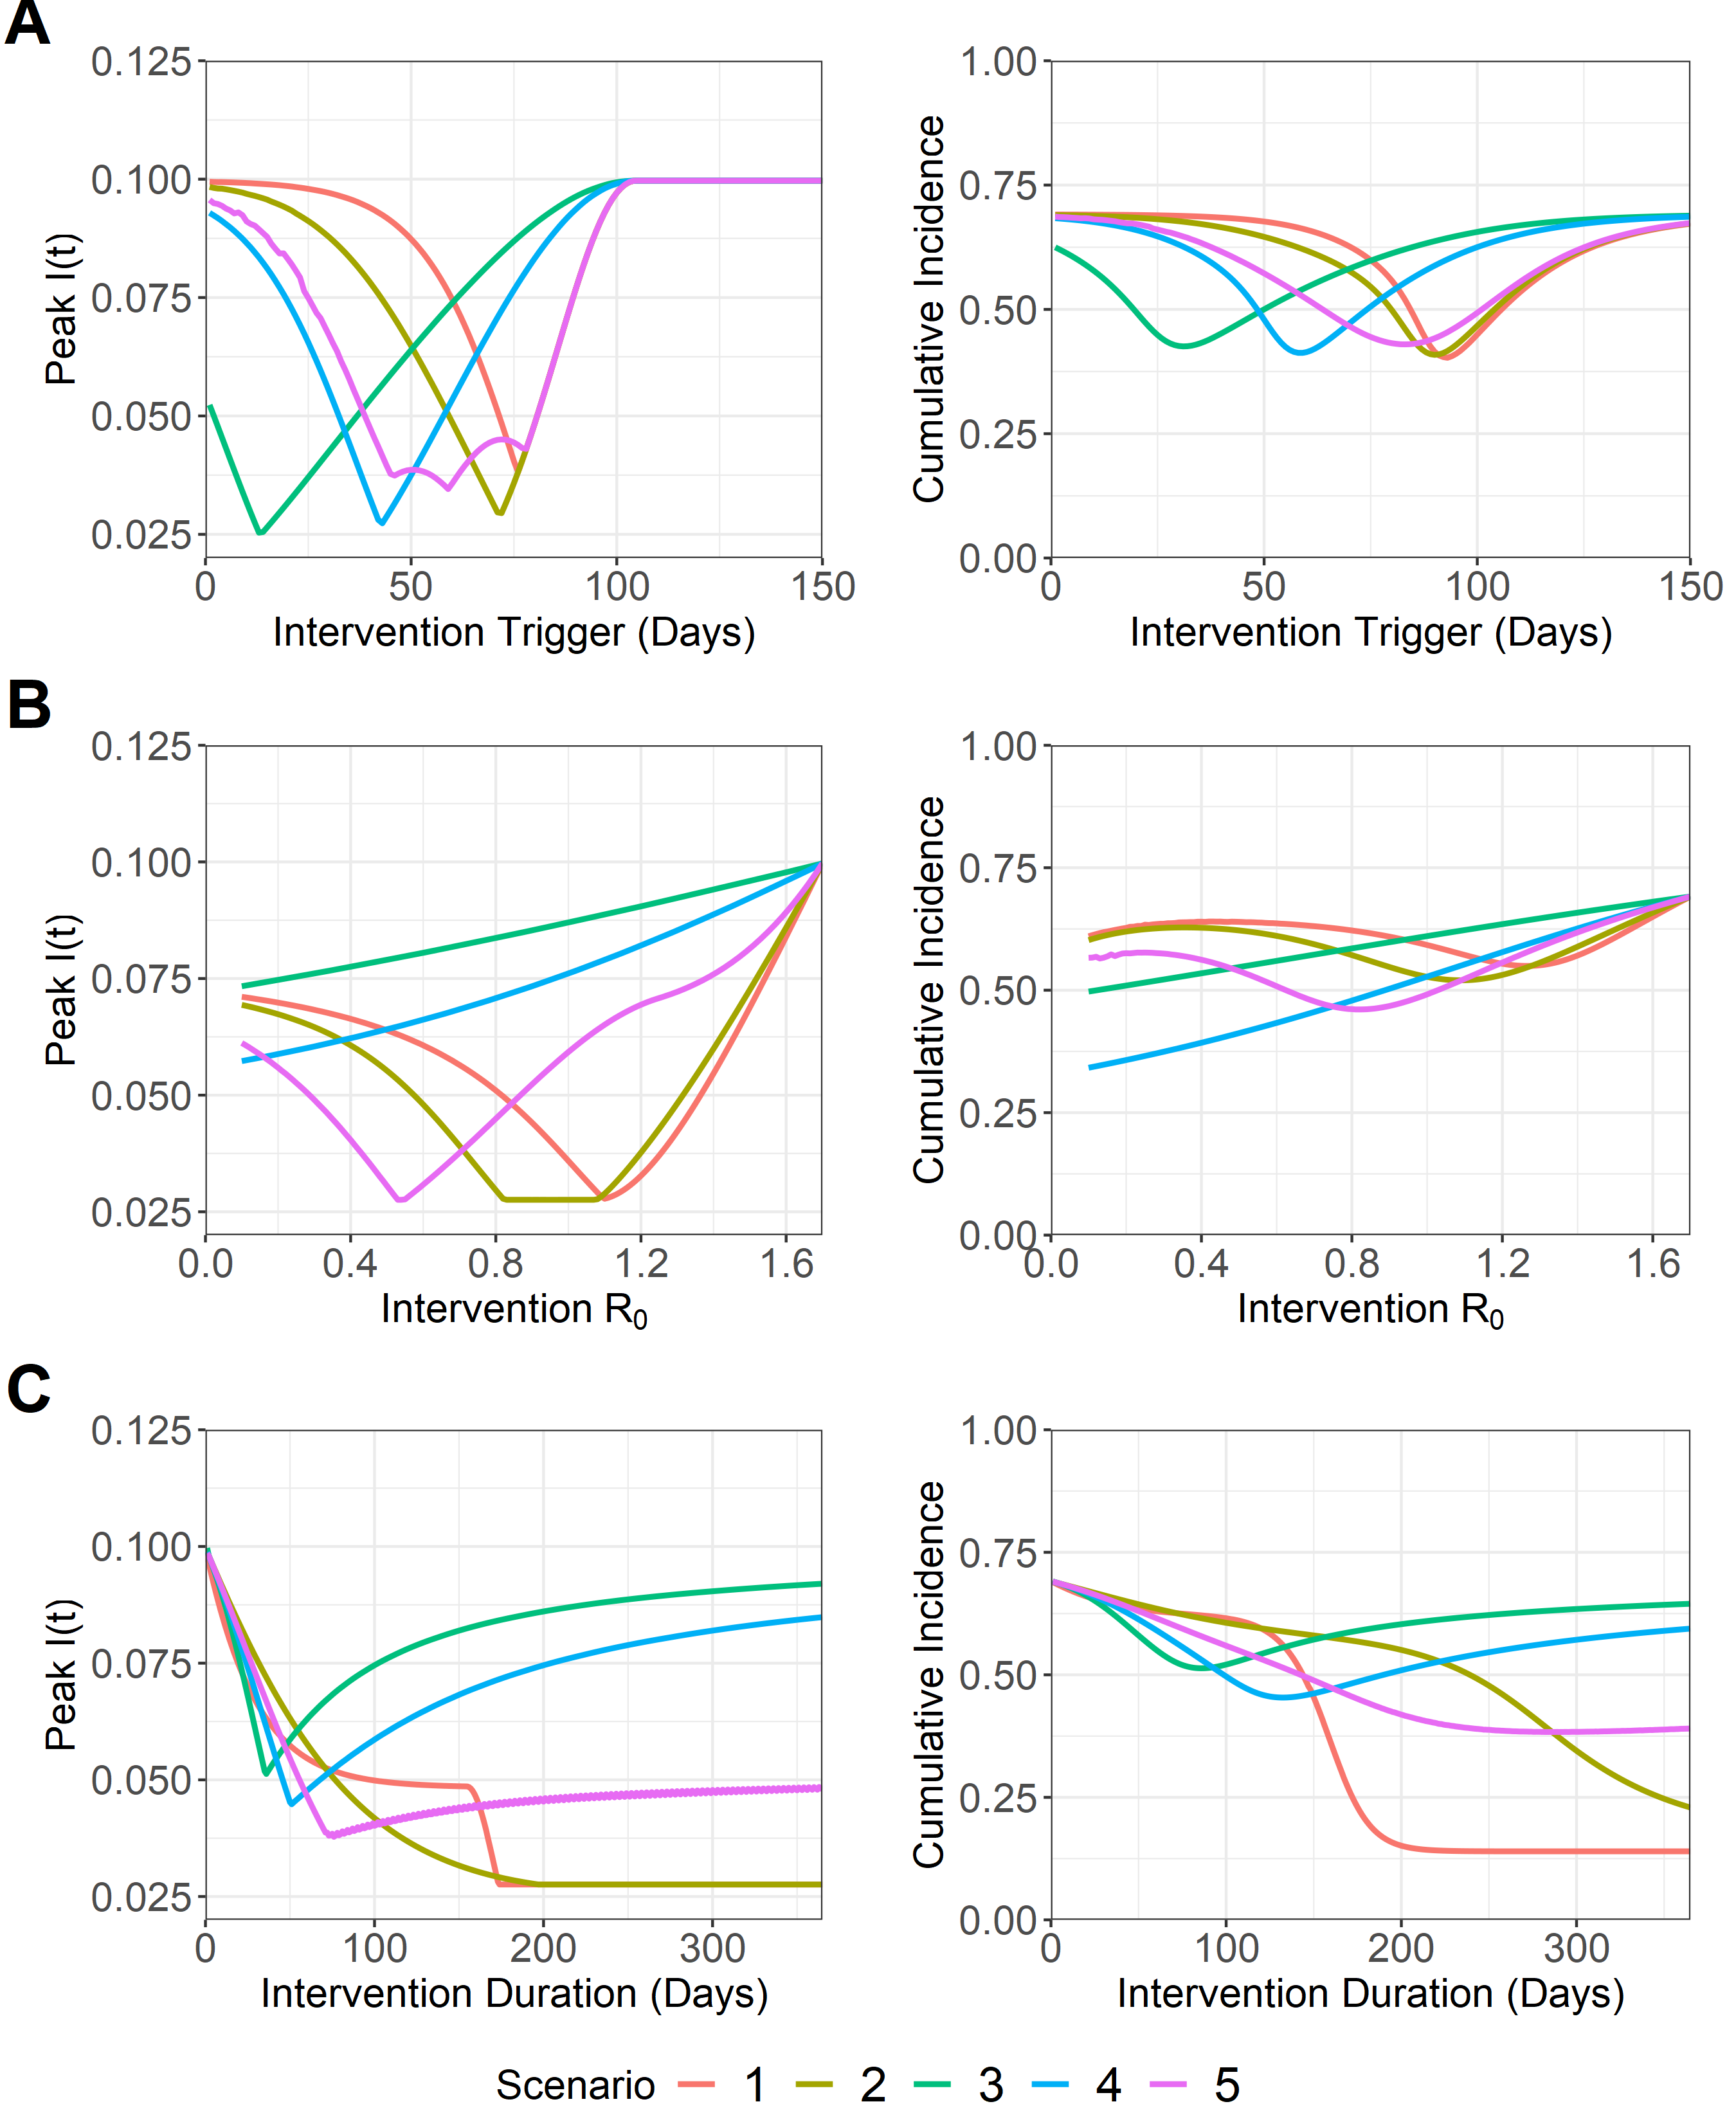 A
Peak I(t)
0.125
0.100
0.075
0.050
0.025
0 50 100 150
Intervention Trigger (Days)
Cumulative Incidence
1.00
0.75
0.50
0.25
0.00
0 50 100 150
Intervention Trigger (Days)
B
Peak I(t)
0.125
0.100
0.075
0.050
0.025
0.0 0.4 0.8 1.2 1.6
Intervention R₀
Cumulative Incidence
1.00
0.75
0.50
0.25
0.00
0.0 0.4 0.8 1.2 1.6
Intervention R₀
C
Peak I(t)
0.125
0.100
0.075
0.050
0.025
0 100 200 300
Intervention Duration (Days)
Cumulative Incidence
1.00
0.75
0.50
0.25
0.00
0 100 200 300
Intervention Duration (Days)
Scenario 1 2 3 4 5